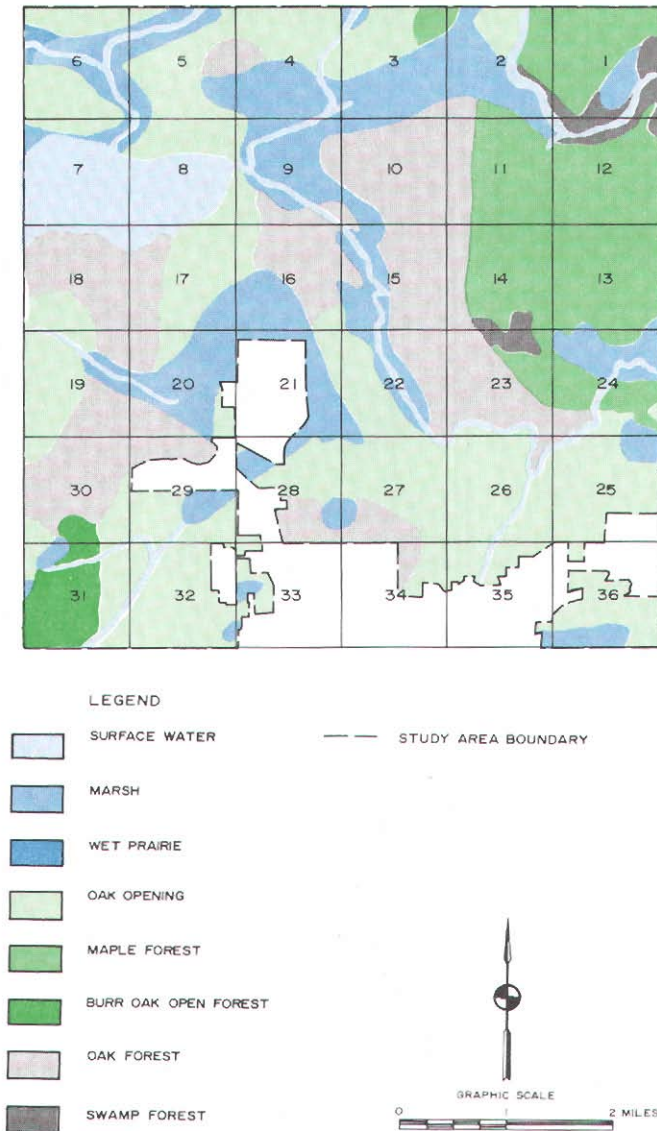 6 5 4 3 2 1
7 8 9 10 11 12
18 17 16 15 14 13
19 20 21 22 23 24
30 29 28 27 26 25
31 32 33 34 35 36
LEGEND
SURFACE WATER
STUDY AREA BOUNDARY
MARSH
WET PRAIRIE
OAK OPENING
MAPLE FOREST
BURR OAK OPEN FOREST
OAK FOREST
SWAMP FOREST
GRAPHIC SCALE
0 1 2 MILES